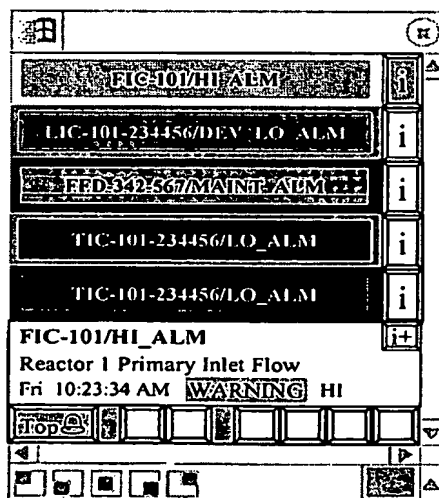 FIC-101/HI_ALM
i
LIC-101-234456/DEV_LO_ALM
i
FFD-342-567/MAINT_ALM
i
TIC-101-234456/LO_ALM
i
TIC-101-234456/LO_ALM
i
FIC-101/HI_ALM
i+
Reactor 1 Primary Inlet Flow
Fri 10:23:34 AM WARNING HI
Top